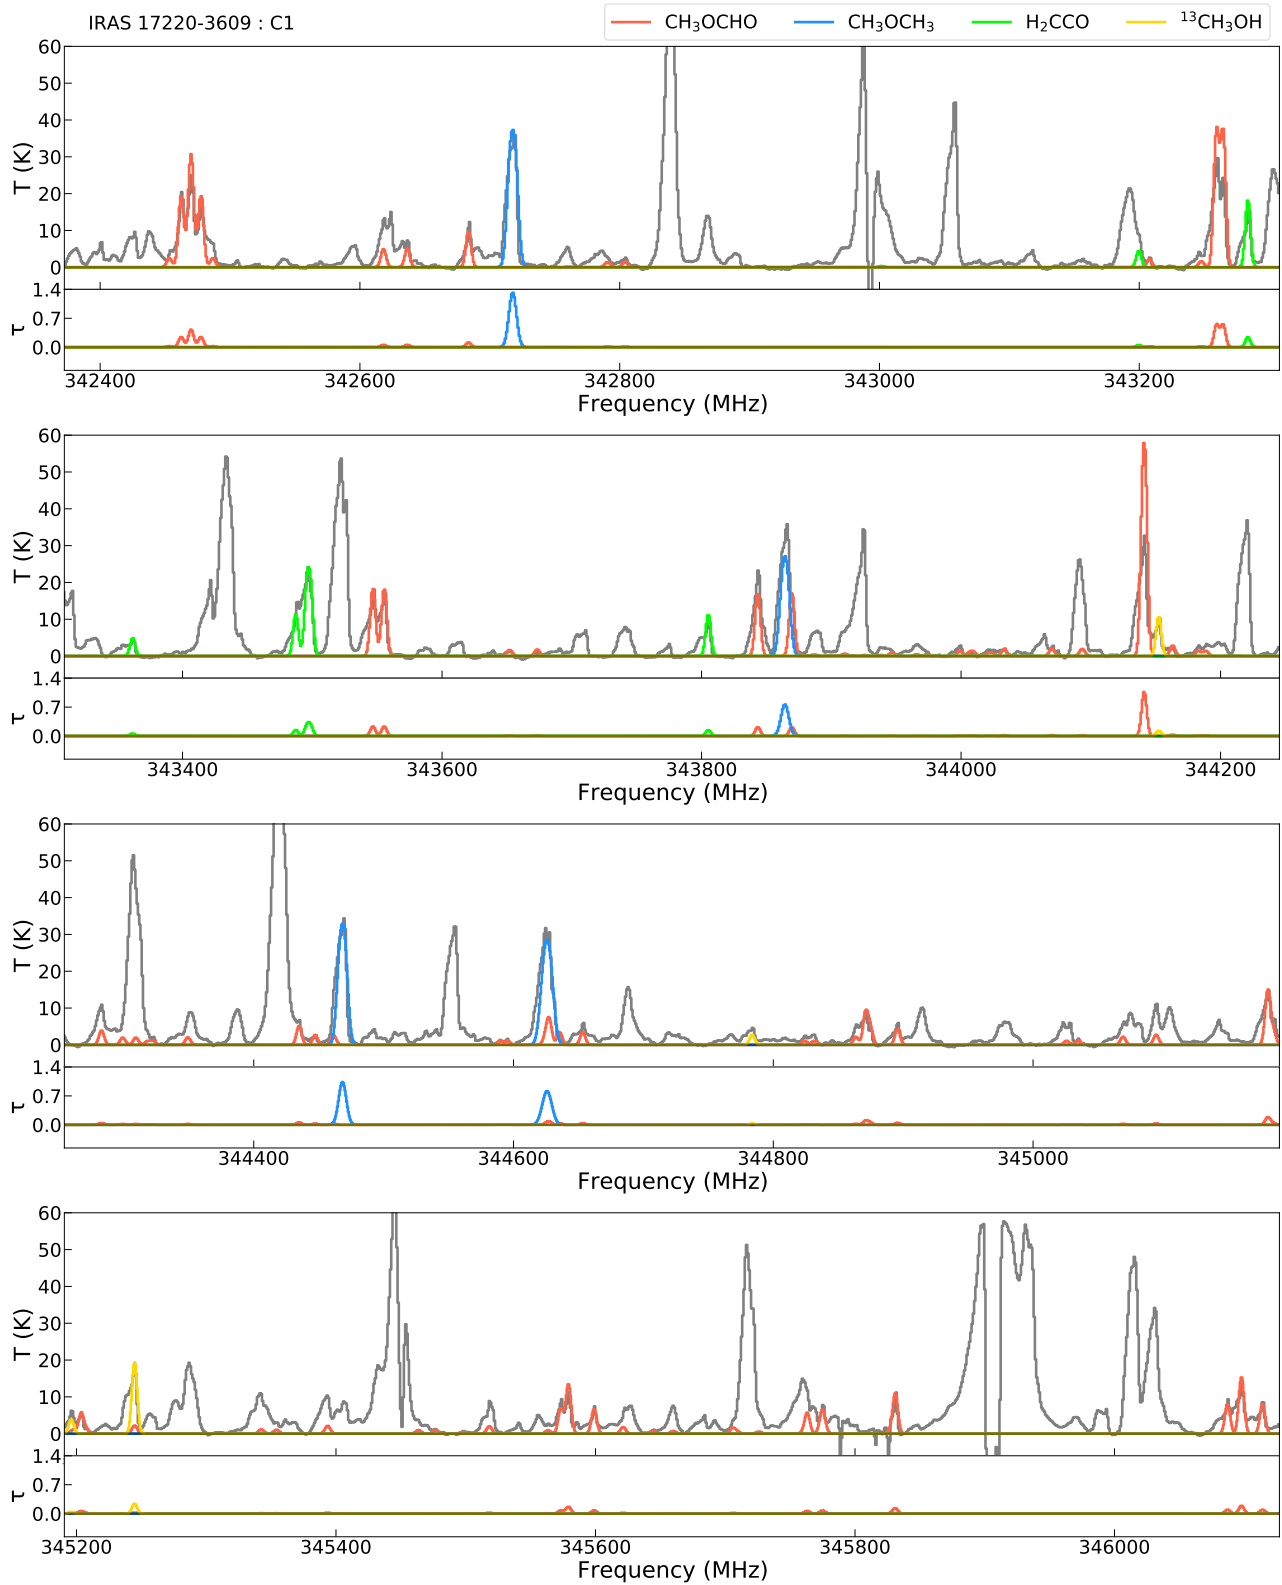 IRAS 17220-3609 : C1
CH₃OCHO CH₃OCH₃ H₂CCO ¹³CH₃OH
60
50
40
30
20
10
0
T (K)
1.4
0.7
0.0
τ
342400 342600 342800 343000 343200
Frequency (MHz)
60
50
40
30
20
10
0
T (K)
1.4
0.7
0.0
τ
343400 343600 343800 344000 344200
Frequency (MHz)
60
50
40
30
20
10
0
T (K)
1.4
0.7
0.0
τ
344400 344600 344800 345000
Frequency (MHz)
60
50
40
30
20
10
0
T (K)
1.4
0.7
0.0
τ
345200 345400 345600 345800 346000
Frequency (MHz)